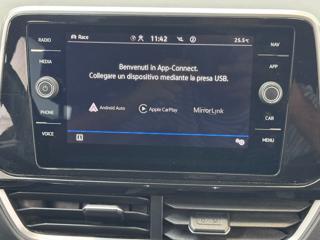 RADIO
MEDIA
PHONE
VOICE
Race
11:42
25.5°C
Benvenuti in App-Connect.
Collegare un dispositivo mediante la presa USB.
Android Auto
Apple CarPlay
MirrorLink
NAV
APP
CAR
MENU